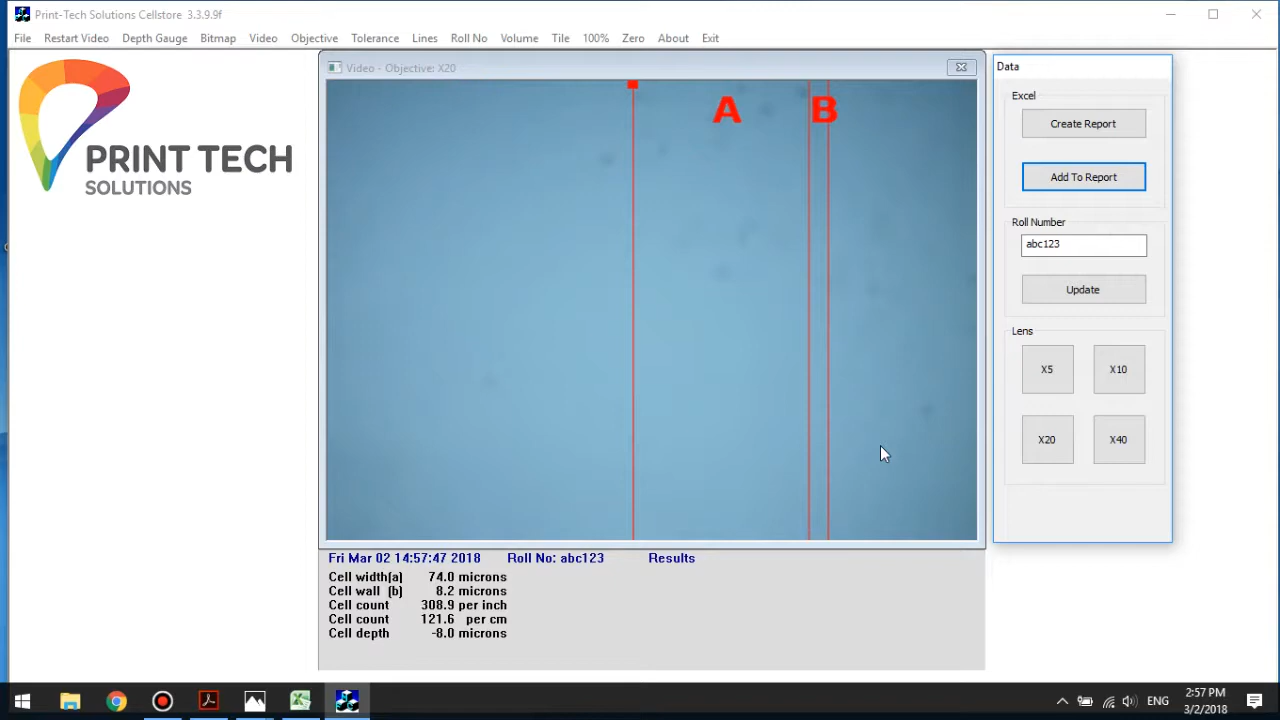 Print-Tech Solutions Cellstore 3.3.9.9f
File Restart Video Depth Gauge Bitmap Video Objective Tolerance Lines Roll No Volume Tile 100% Zero About Exit
PRINT TECH
SOLUTIONS
Video - Objective: X20
A B
Data
Excel
Create Report
Add To Report
Roll Number
abc123
Update
Lens
X5 X10
X20 X40
Fri Mar 02 14:57:47 2018 Roll No: abc123 Results
Cell width(a) 74.0 microns
Cell wall (b) 8.2 microns
Cell count 308.9 per inch
Cell count 121.6 per cm
Cell depth -8.0 microns
ENG
2:57 PM
3/2/2018